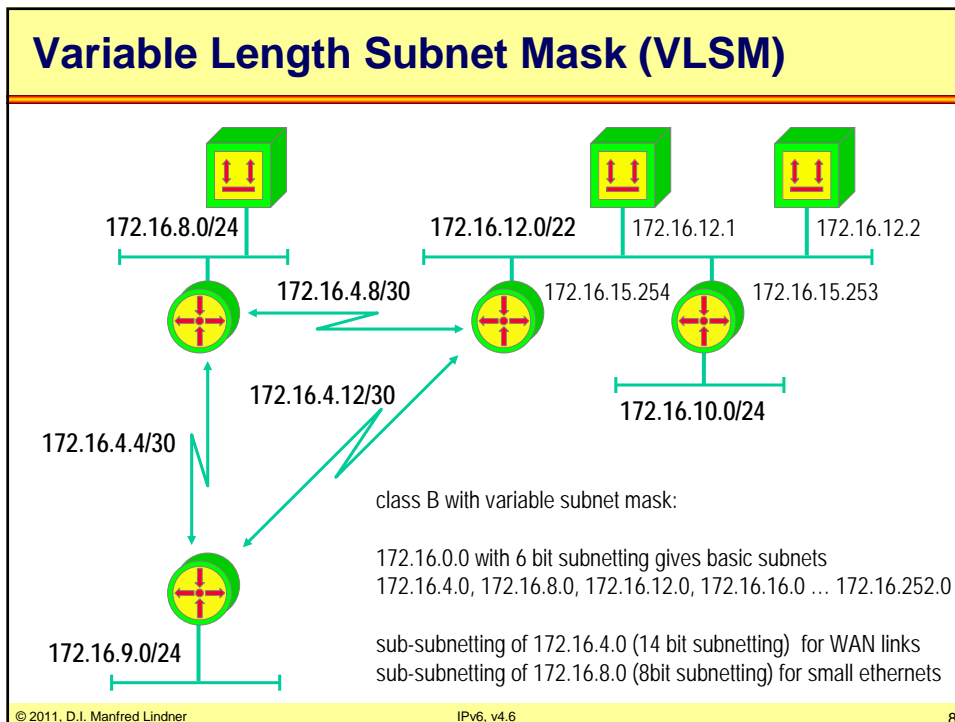 Variable Length Subnet Mask (VLSM)
172.16.8.0/24
172.16.12.0/22
172.16.12.1
172.16.12.2
172.16.4.8/30
172.16.15.254
172.16.15.253
172.16.4.12/30
172.16.10.0/24
172.16.4.4/30
class B with variable subnet mask:
172.16.0.0 with 6 bit subnetting gives basic subnets
172.16.4.0, 172.16.8.0, 172.16.12.0, 172.16.16.0 … 172.16.252.0
sub-subnetting of 172.16.4.0 (14 bit subnetting) for WAN links
sub-subnetting of 172.16.8.0 (8bit subnetting) for small ethernets
172.16.9.0/24
© 2011, D.I. Manfred Lindner
IPv6, v4.6
8